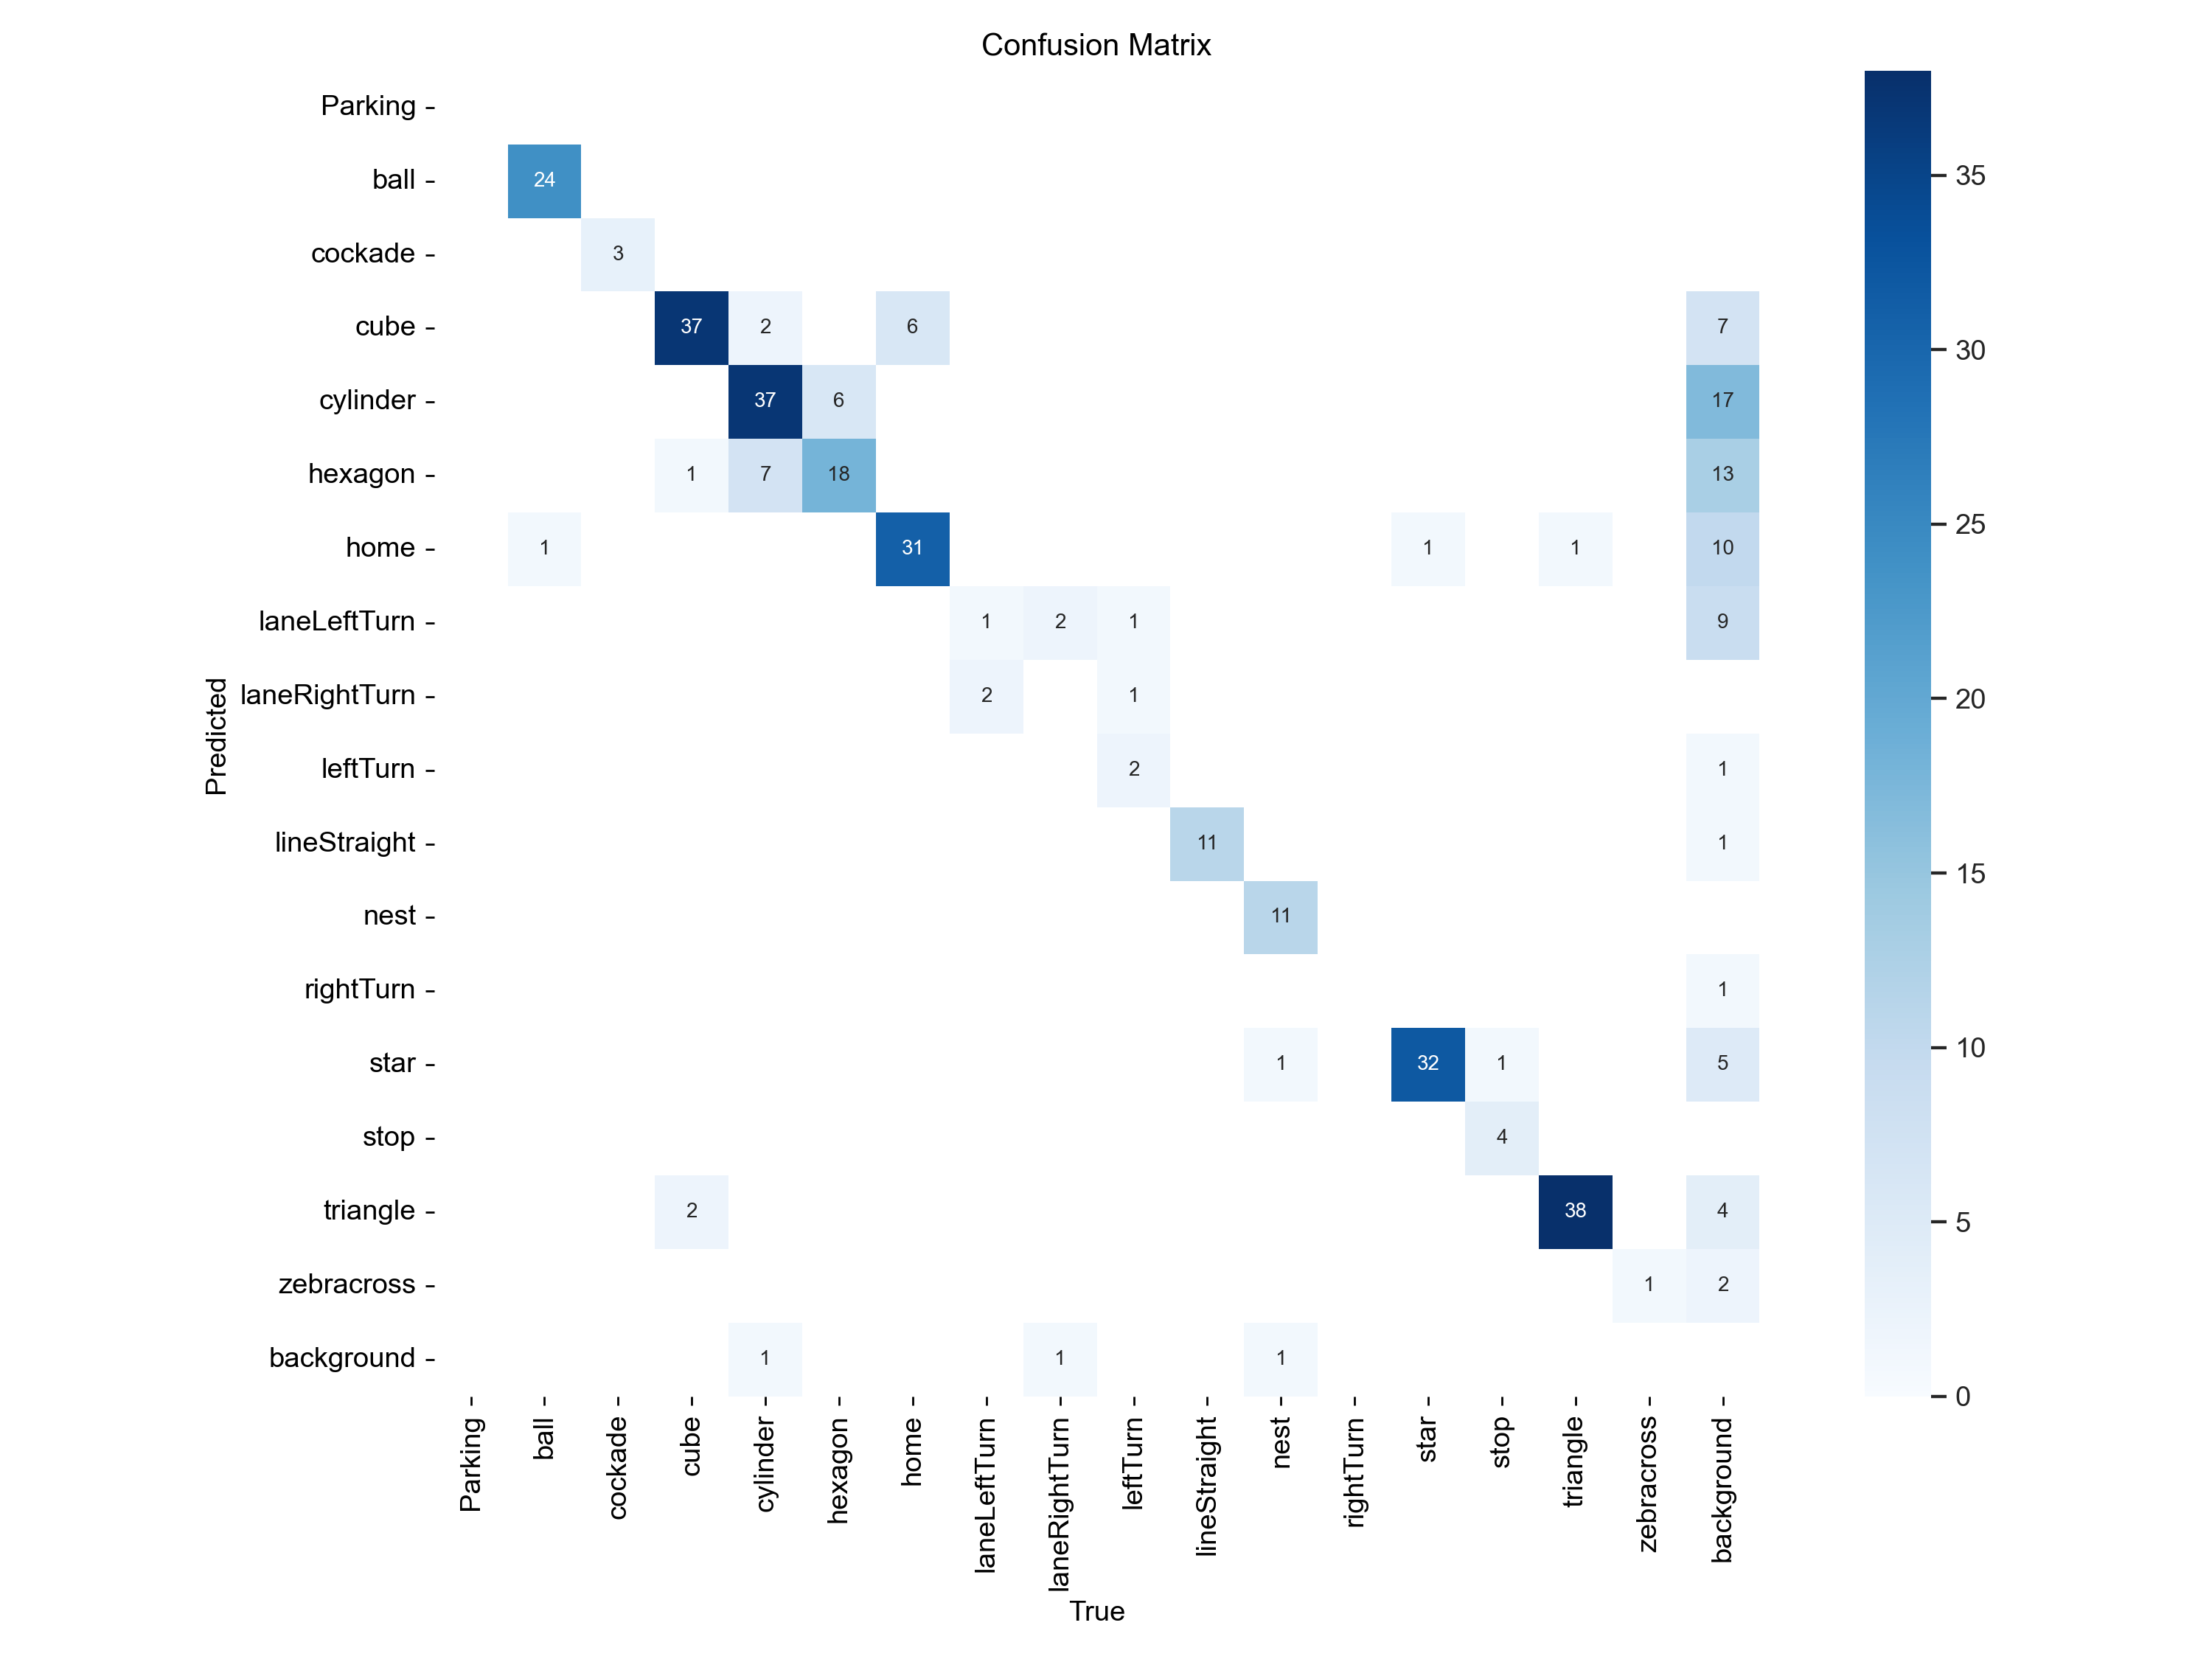 Confusion Matrix
Parking
ball 24
cockade 3
cube 37 2 6 7
cylinder 37 6 17
hexagon 1 7 18 13
home 1 31 1 1 10
laneLeftTurn 1 2 1 9
laneRightTurn 2 1
leftTurn 2 1
lineStraight 11 1
nest 11
rightTurn 1
star 1 32 1 5
stop 4
triangle 2 38 4
zebracross 1 2
background 1 1 1
Predicted
Parking ball cockade cube cylinder hexagon home laneLeftTurn laneRightTurn leftTurn lineStraight nest rightTurn star stop triangle zebracross background
True
35
30
25
20
15
10
5
0